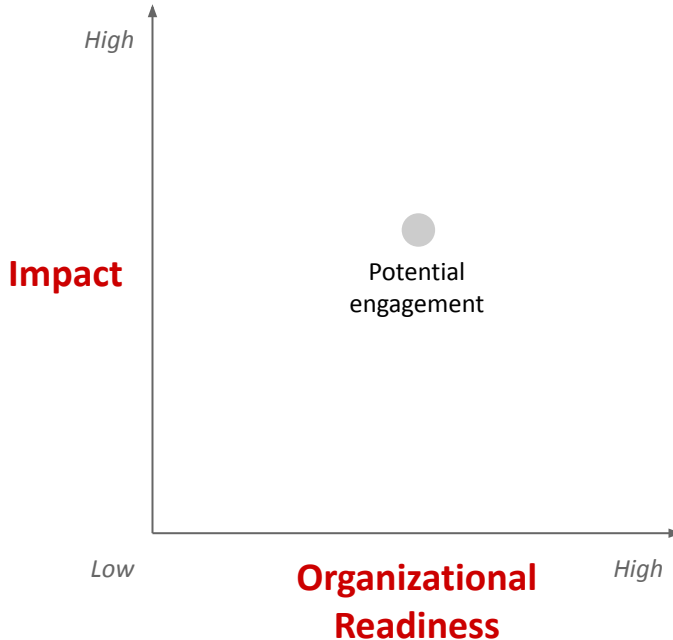 High
Impact
Potential
engagement
Low
Organizational
Readiness
High